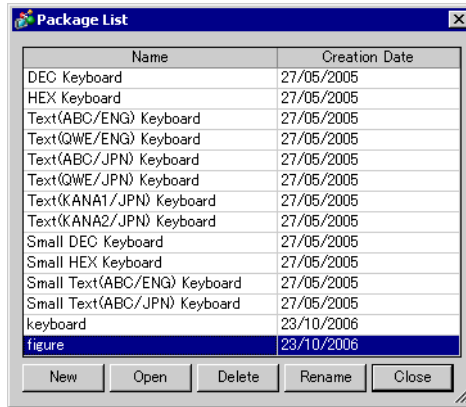 Package List
Name Creation Date
DEC Keyboard 27/05/2005
HEX Keyboard 27/05/2005
Text(ABC/ENG) Keyboard 27/05/2005
Text(QWE/ENG) Keyboard 27/05/2005
Text(ABC/JPN) Keyboard 27/05/2005
Text(QWE/JPN) Keyboard 27/05/2005
Text(KANA1/JPN) Keyboard 27/05/2005
Text(KANA2/JPN) Keyboard 27/05/2005
Small DEC Keyboard 27/05/2005
Small HEX Keyboard 27/05/2005
Small Text(ABC/ENG) Keyboard 27/05/2005
Small Text(ABC/JPN) Keyboard 27/05/2005
keyboard 23/10/2006
figure 23/10/2006
New Open Delete Rename Close